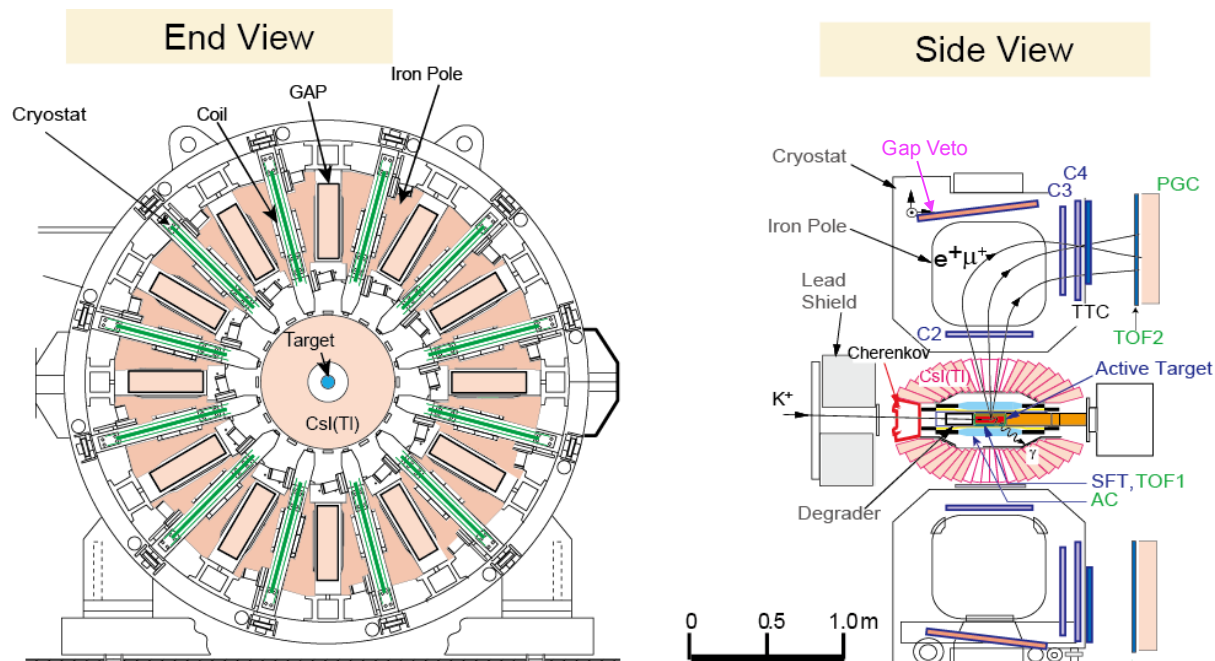 End View
Side View
Iron Pole
GAP
Coil
Cryostat
Target
CsI(Tl)
Cryostat
Gap Veto
C4
C3
PGC
Iron Pole
e⁺μ⁺
Lead
Shield
TTC
C2
TOF2
Cherenkov
CsI(Tl)
Active Target
K⁺
γ
SFT,TOF1
AC
Degrader
0 0.5 1.0 m